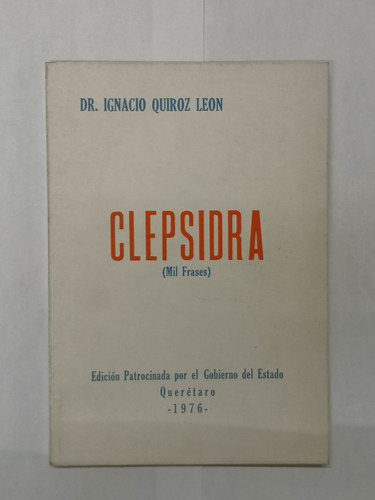 DR. IGNACIO QUIROZ LEON
CLEPSIDRA
(Mil Frases)
Edición Patrocinada por el Gobierno del Estado
Querétaro
-1976-